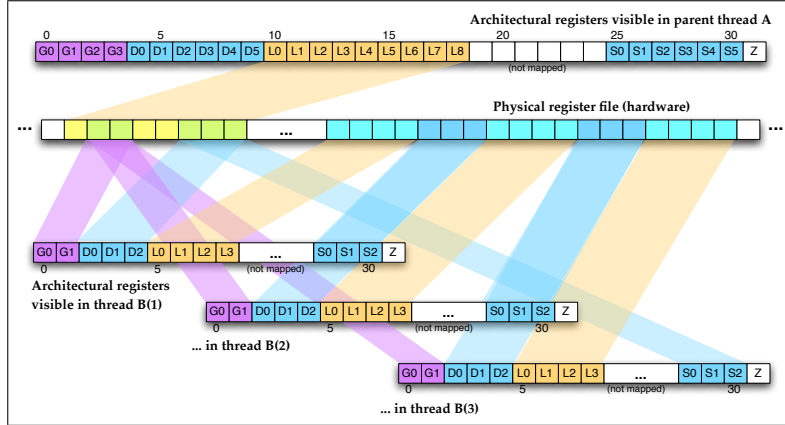 Architectural registers visible in parent thread A
0 5 10 15 20 25 30
G0 G1 G2 G3 D0 D1 D2 D3 D4 D5 L0 L1 L2 L3 L4 L5 L6 L7 L8 S0 S1 S2 S3 S4 S5 Z
(not mapped)
Physical register file (hardware)
... ... ...
G0 G1 D0 D1 D2 L0 L1 L2 L3 ... S0 S1 S2 Z
0 5 (not mapped) 30
Architectural registers
visible in thread B(1)
G0 G1 D0 D1 D2 L0 L1 L2 L3 ... S0 S1 S2 Z
0 5 (not mapped) 30
... in thread B(2)
G0 G1 D0 D1 D2 L0 L1 L2 L3 ... S0 S1 S2 Z
0 5 (not mapped) 30
... in thread B(3)